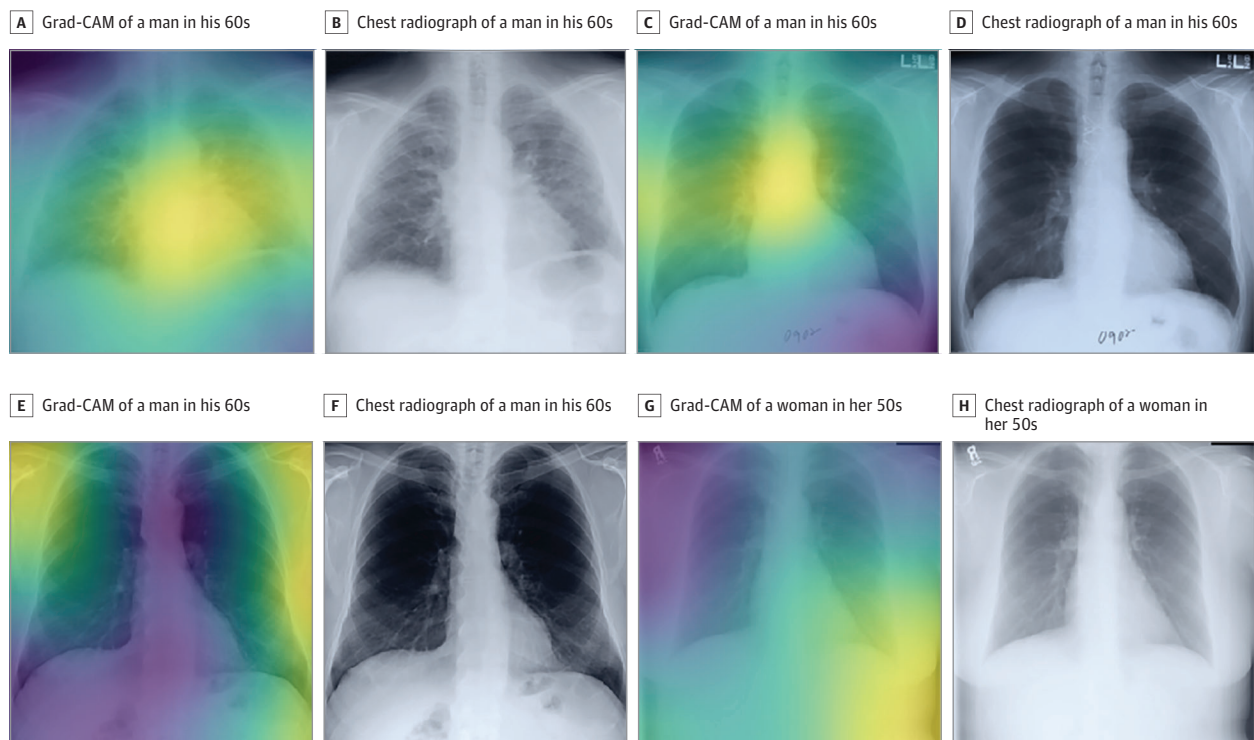 A Grad-CAM of a man in his 60s
B Chest radiograph of a man in his 60s
C Grad-CAM of a man in his 60s
D Chest radiograph of a man in his 60s
0902
0902
E Grad-CAM of a man in his 60s
F Chest radiograph of a man in his 60s
G Grad-CAM of a woman in her 50s
H Chest radiograph of a woman in
her 50s
R
R